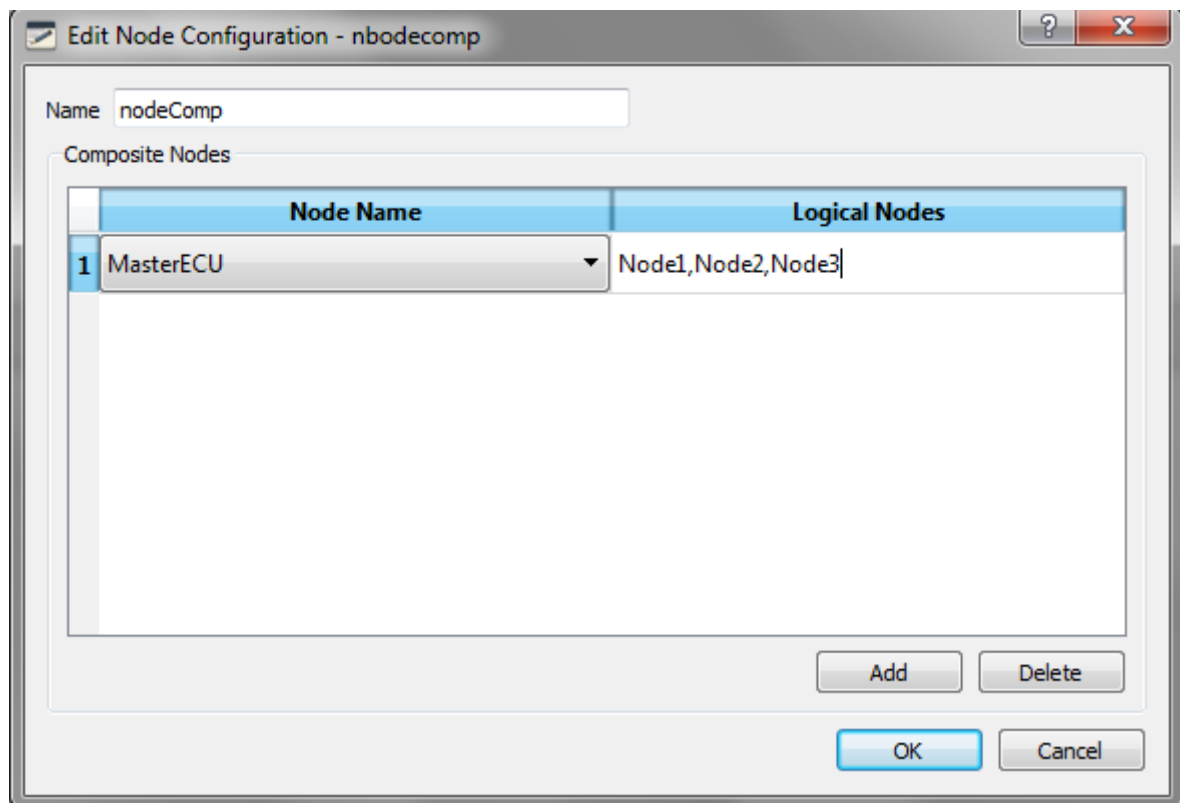 Edit Node Configuration - nbodecomp
?
X
Name nodeComp
Composite Nodes
Node Name Logical Nodes
1 MasterECU Node1,Node2,Node3
Add Delete
OK Cancel